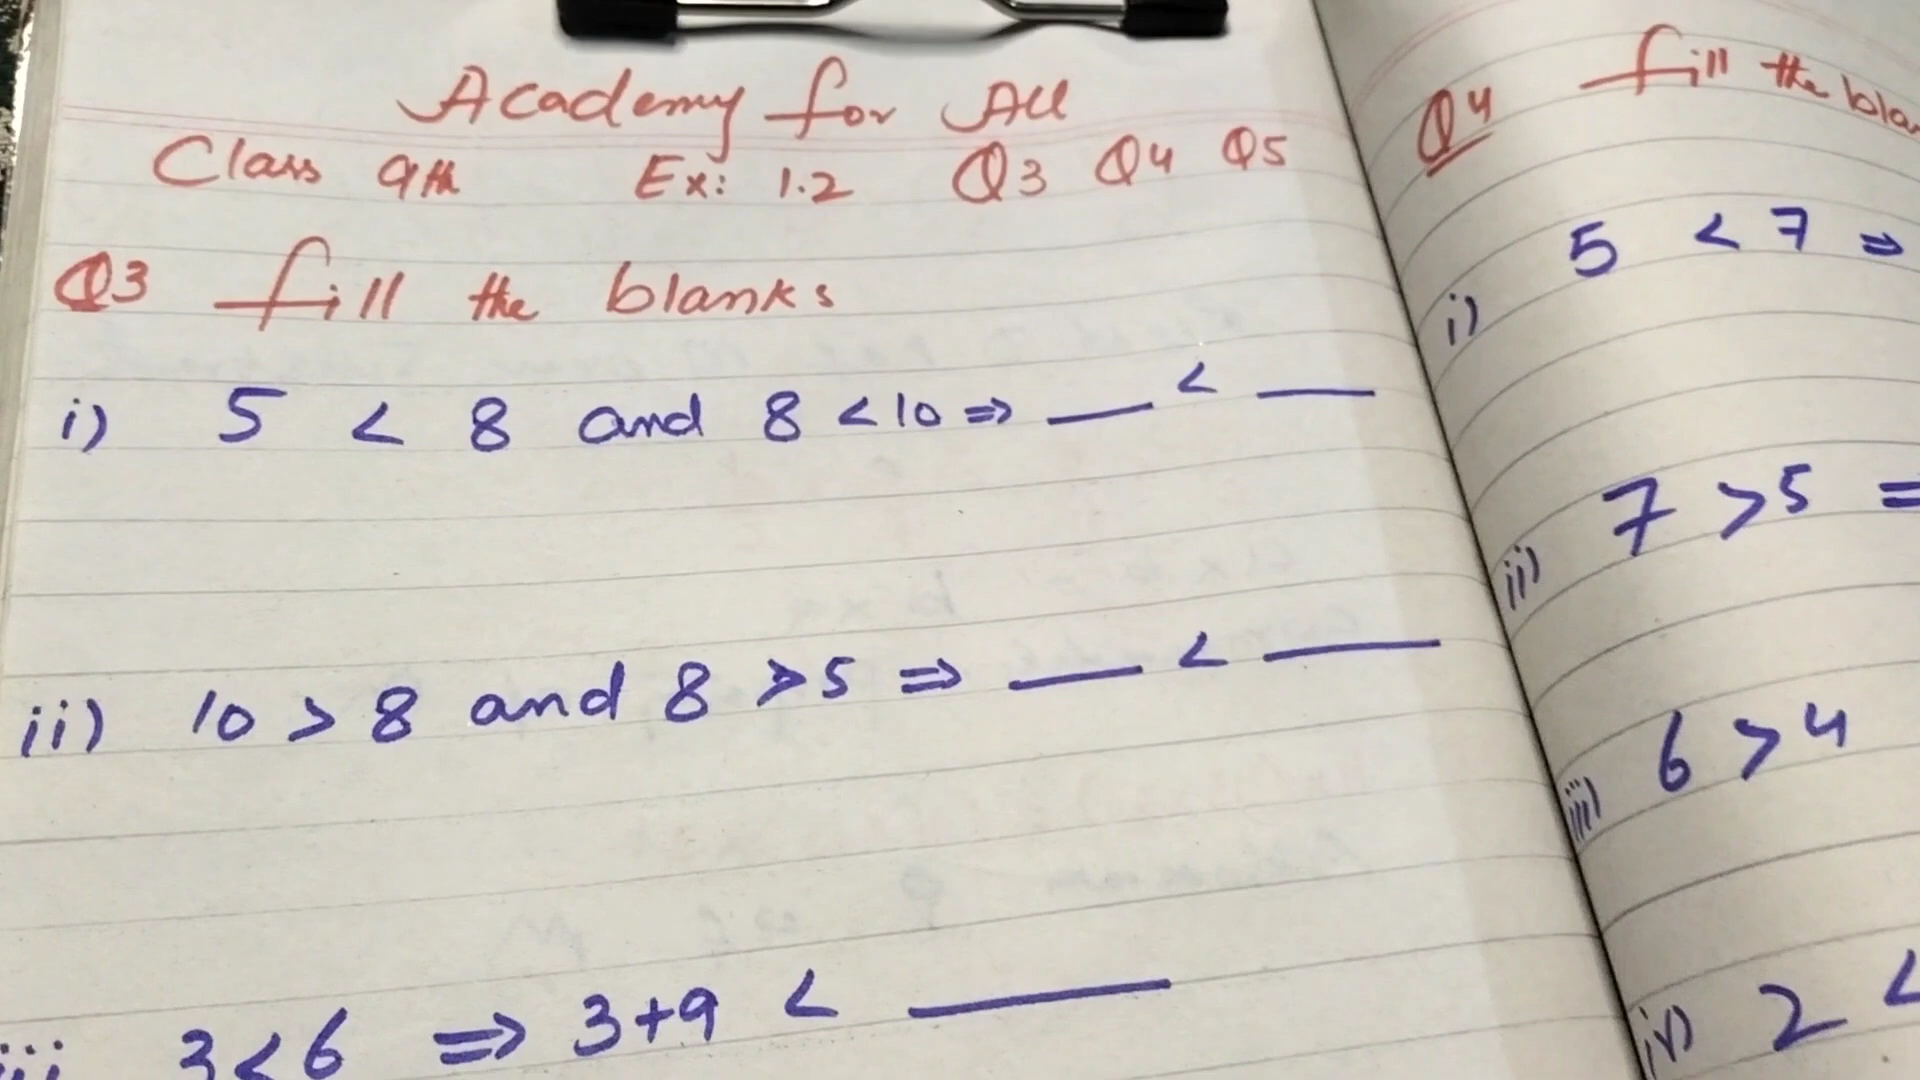 Academy for All
Class 9th Ex: 1.2 Q3 Q4 Q5
Q3 fill the blanks
i) 5 < 8 and 8 < 10 ⇒ ___ < ___
ii) 10 > 8 and 8 > 5 ⇒ ___ < ___
iii 3 < 6 ⇒ 3+9 < ___
Q4 fill the
i) 5 < 7 ⇒
ii) 7 > 5 =
iii) 6 > 4
iv) 2 <